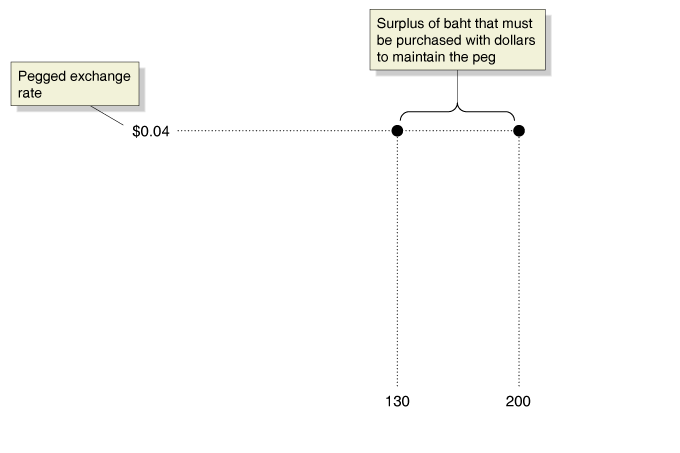 Surplus of baht that must
be purchased with dollars
to maintain the peg
Pegged exchange
rate
$0.04
130
200